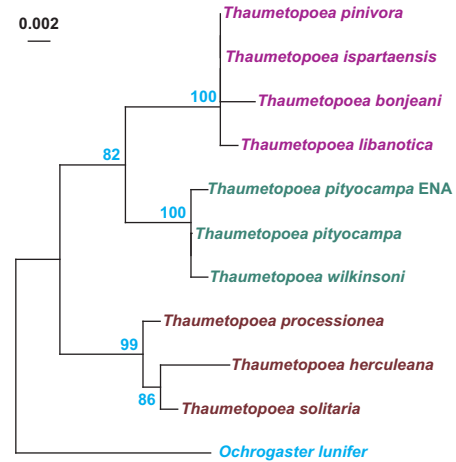 0.002
Thaumetopoea pinivora
Thaumetopoea ispartaensis
100
Thaumetopoea bonjeani
Thaumetopoea libanotica
82
Thaumetopoea pityocampa ENA
100
Thaumetopoea pityocampa
Thaumetopoea wilkinsoni
Thaumetopoea processionea
99
Thaumetopoea herculeana
86
Thaumetopoea solitaria
Ochrogaster lunifer